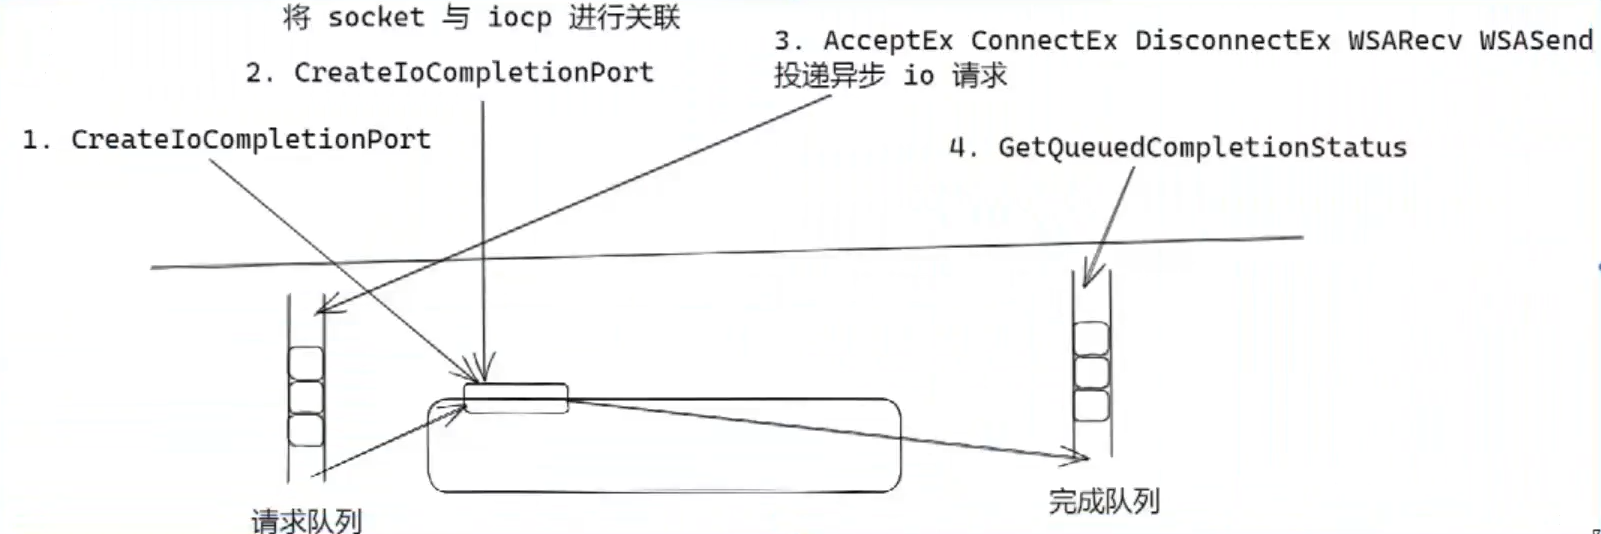 将 socket 与 iocp 进行关联
2. CreateIoCompletionPort
3. AcceptEx ConnectEx DisconnectEx WSARecv WSASend
投递异步 io 请求
1. CreateIoCompletionPort
4. GetQueuedCompletionStatus
请求队列
完成队列